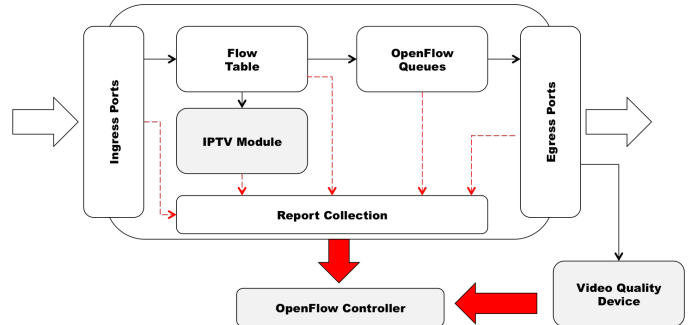 Ingress Ports
Flow
Table
OpenFlow
Queues
Egress Ports
IPTV Module
Report Collection
OpenFlow Controller
Video Quality
Device